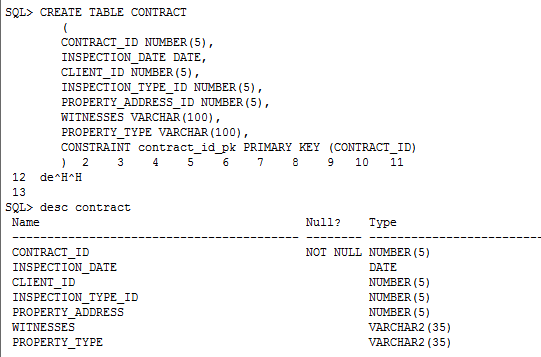 SQL> CREATE TABLE CONTRACT
(
CONTRACT_ID NUMBER(5),
INSPECTION_DATE DATE,
CLIENT_ID NUMBER(5),
INSPECTION_TYPE_ID NUMBER(5),
PROPERTY_ADDRESS_ID NUMBER(5),
WITNESSES VARCHAR(100),
PROPERTY_TYPE VARCHAR(100),
CONSTRAINT contract_id_pk PRIMARY KEY (CONTRACT_ID)
) 2 3 4 5 6 7 8 9 10 11
12 de^H^H
13
SQL> desc contract
Name Null? Type
----------------------------------------- -------- ----------------------------
CONTRACT_ID NOT NULL NUMBER(5)
INSPECTION_DATE DATE
CLIENT_ID NUMBER(5)
INSPECTION_TYPE_ID NUMBER(5)
PROPERTY_ADDRESS NUMBER(5)
WITNESSES VARCHAR2(35)
PROPERTY_TYPE VARCHAR2(35)